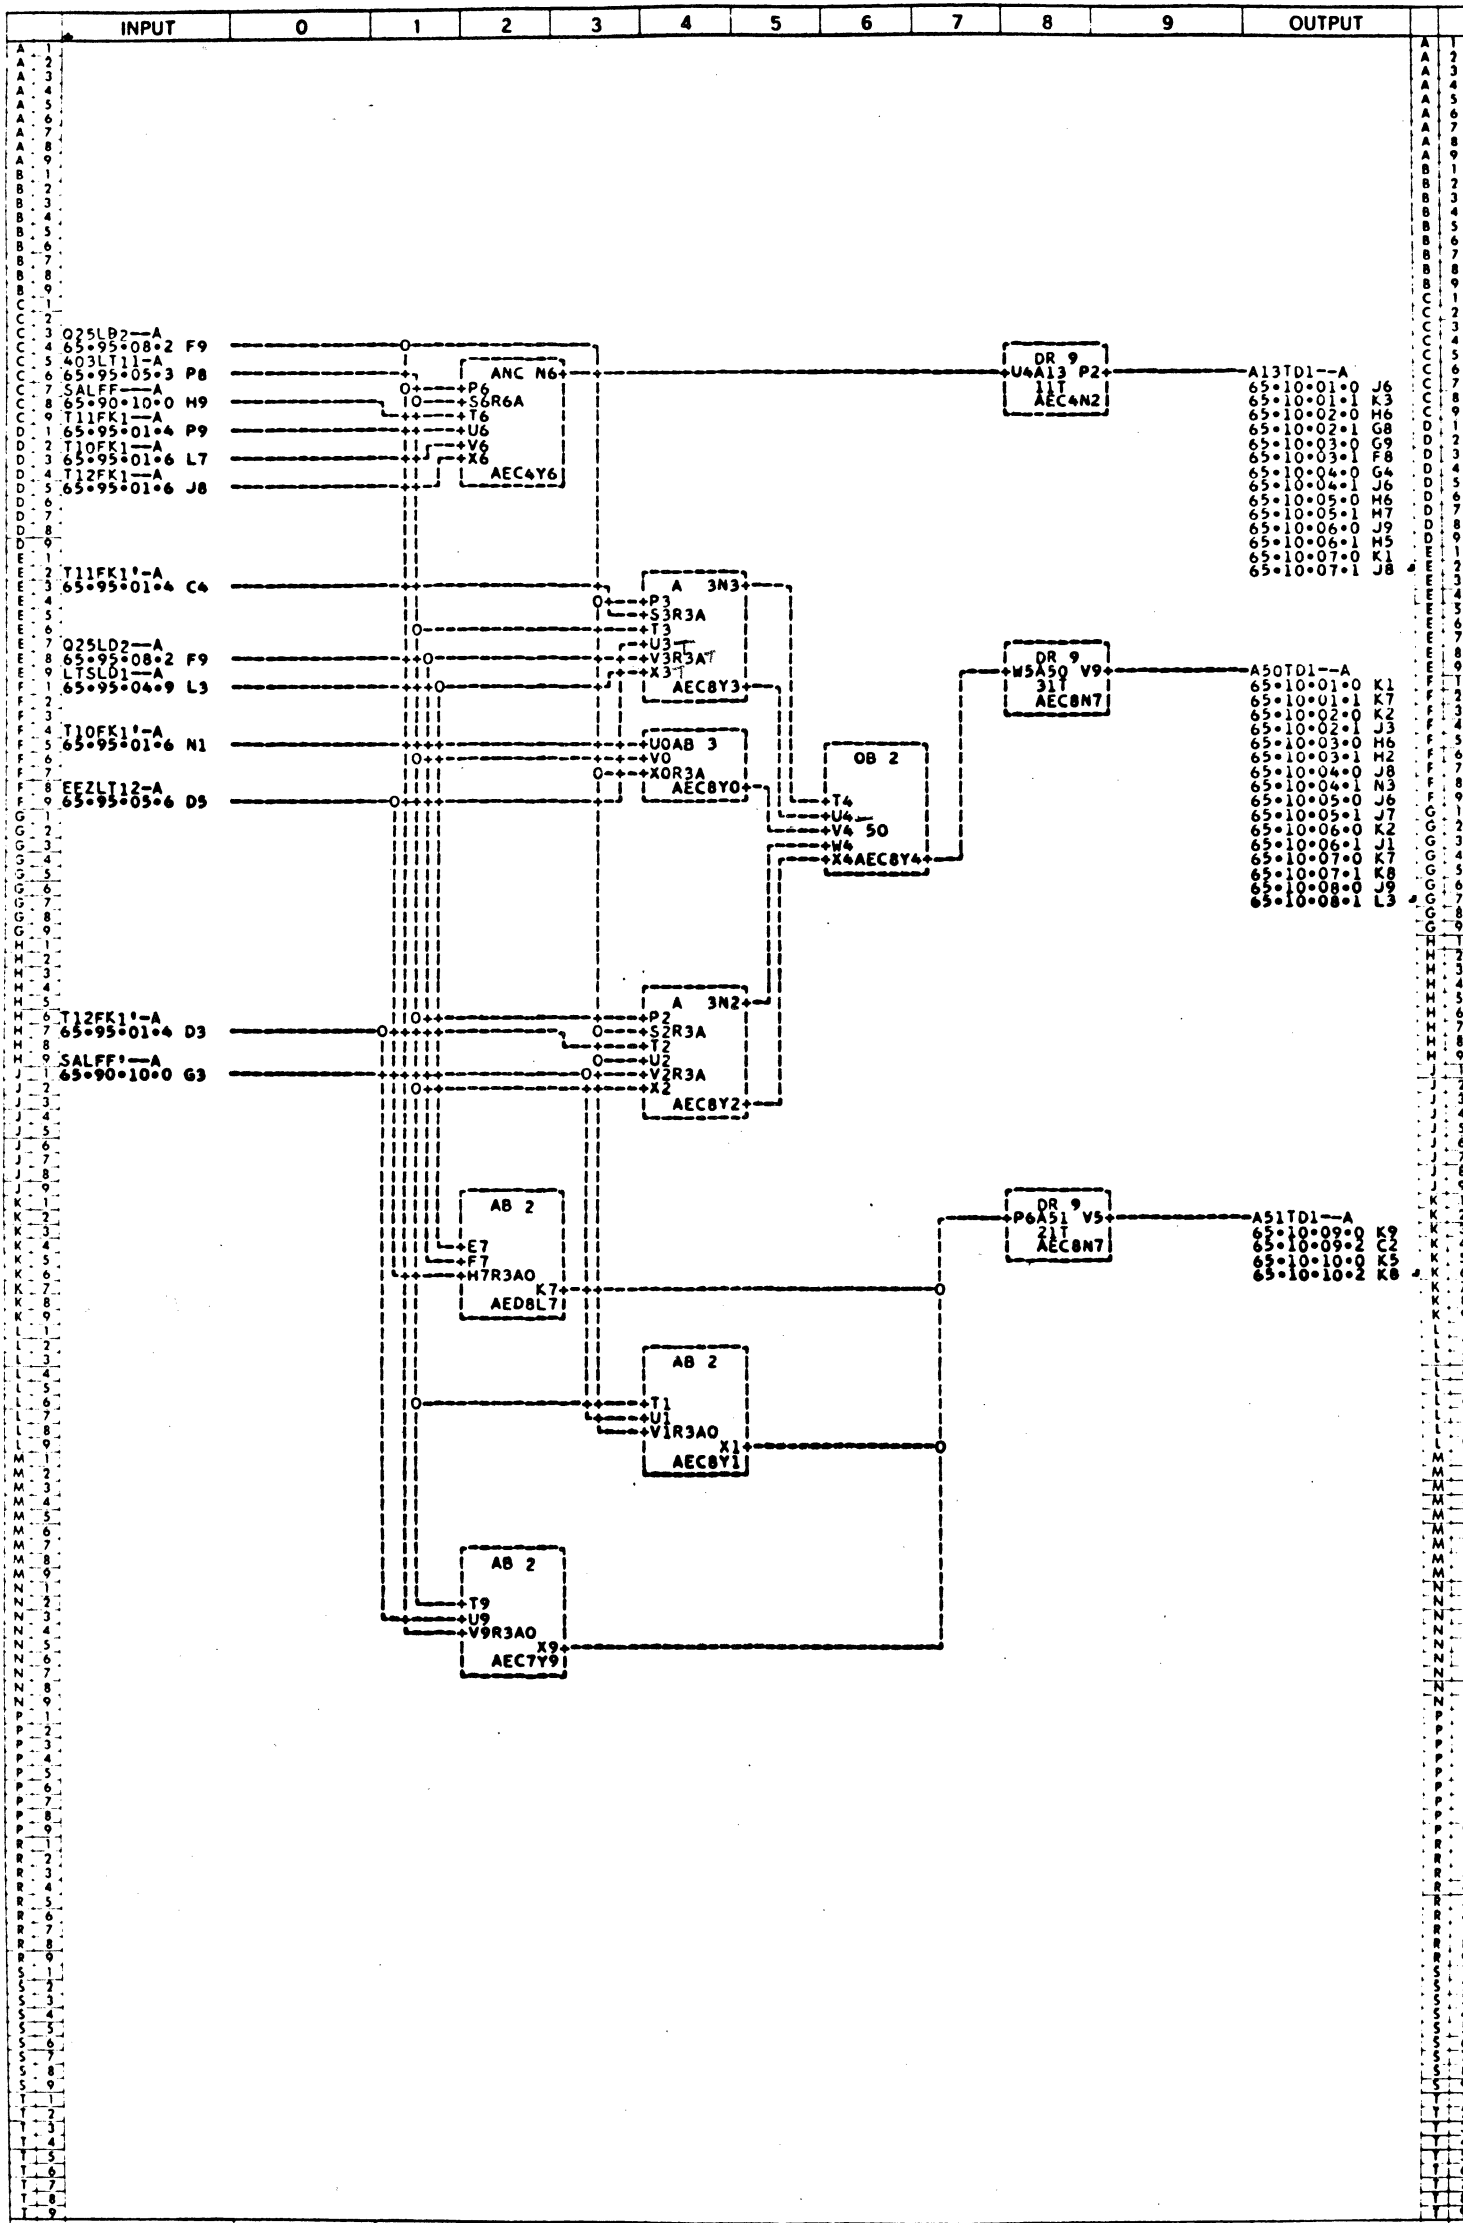 INPUT 0 1 2 3 4 5 6 7 8 9 OUTPUT
Q25LB2—A
65•95•08•2 F9
403LT11-A
65•95•05•3 P8
SALFF—A
65•90•10•0 H9
T11FK1—A
65•95•01•4 P9
T10FK1—A
65•95•01•6 L7
T12FK1—A
65•95•01•6 J8
ANC N6
P6
S6R6A
T6
U6
V6
X6
AEC4Y6
DR 9
U4A13 P2
11T
AEC4N2
A13TD1--A
65•10•01•0 J6
65•10•01•1 K3
65•10•02•0 H6
65•10•02•1 G8
65•10•03•0 G9
65•10•03•1 F8
65•10•04•0 G4
65•10•04•1 J6
65•10•05•0 H6
65•10•05•1 H7
65•10•06•0 J9
65•10•06•1 H5
65•10•07•0 K1
65•10•07•1 J8
T11FK1'-A
65•95•01•4 C4
Q25LD2—A
65•95•08•2 F9
LTSLD1—A
65•95•04•9 L3
T10FK1'-A
65•95•01•6 N1
EEZLT12-A
65•95•05•6 D5
A 3N3
P3
S3R3A
T3
U3
V3R3A
X3
AEC8Y3
U0AB 3
V0
X0R3A
AEC8Y0
OB 2
T4
U4
V4 50
W4
X4AEC8Y4
DR 9
W5A50 V9
31T
AEC8N7
A50TD1--A
65•10•01•0 K1
65•10•01•1 K7
65•10•02•0 K2
65•10•02•1 J3
65•10•03•0 H6
65•10•03•1 H2
65•10•04•0 J8
65•10•04•1 N3
65•10•05•0 J6
65•10•05•1 J7
65•10•06•0 K2
65•10•06•1 J1
65•10•07•0 K7
65•10•07•1 K8
65•10•08•0 J9
65•10•08•1 L3
T12FK1'-A
65•95•01•4 D3
SALFF'—A
65•90•10•0 G3
A 3N2
P2
S2R3A
T2
U2
V2R3A
X2
AEC8Y2
AB 2
E7
F7
H7R3AO
K7
AED8L7
DR 9
P6A51 V5
21T
AEC8N7
A51TD1--A
65•10•09•0 K9
65•10•09•2 C2
65•10•10•0 K5
65•10•10•2 K8
AB 2
T1
U1
V1R3AO
X1
AEC8Y1
AB 2
T9
U9
V9R3AO
X9
AEC7Y9